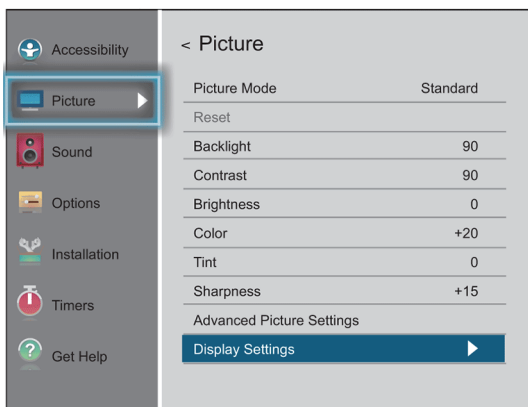 Accessibility
Picture
Sound
Options
Installation
Timers
Get Help
< Picture
Picture Mode Standard
Reset
Backlight 90
Contrast 90
Brightness 0
Color +20
Tint 0
Sharpness +15
Advanced Picture Settings
Display Settings